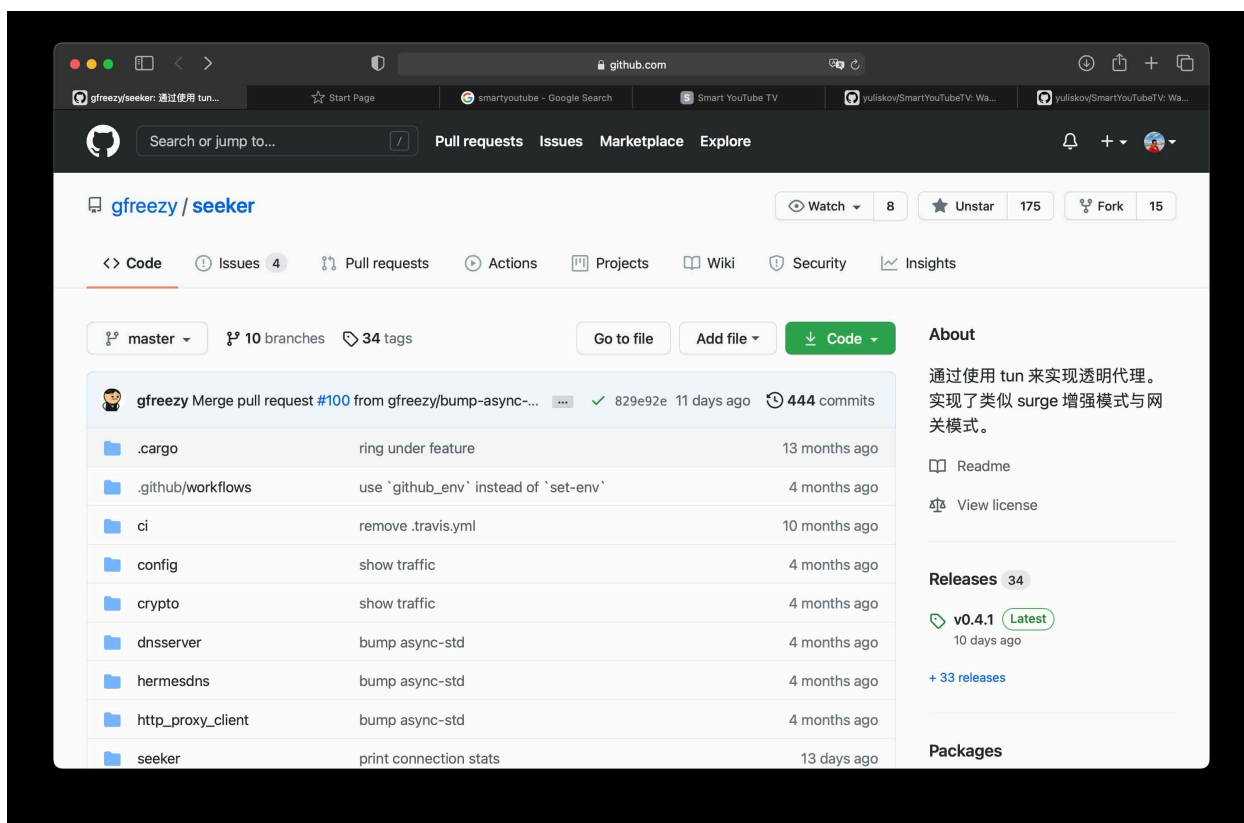 github.com
gfreezy/seeker: 通过使用 tun...
Start Page
smartyoutube - Google Search
S Smart YouTube TV
yuliskov/SmartYouTubeTV: Wa...
yuliskov/SmartYouTubeTV: Wa...
Search or jump to... /
Pull requests Issues Marketplace Explore
gfreezy / seeker
Watch 8
Unstar 175
Fork 15
Code
Issues 4
Pull requests
Actions
Projects
Wiki
Security
Insights
master
10 branches
34 tags
Go to file
Add file
Code
gfreezy Merge pull request #100 from gfreezy/bump-async-... ... 829e92e 11 days ago 444 commits
.cargo ring under feature 13 months ago
.github/workflows use `github_env` instead of `set-env` 4 months ago
ci remove .travis.yml 10 months ago
config show traffic 4 months ago
crypto show traffic 4 months ago
dnsserver bump async-std 4 months ago
hermesdns bump async-std 4 months ago
http_proxy_client bump async-std 4 months ago
seeker print connection stats 13 days ago
About
通过使用 tun 来实现透明代理。
实现了类似 surge 增强模式与网
关模式。
Readme
View license
Releases 34
v0.4.1 Latest
10 days ago
+ 33 releases
Packages